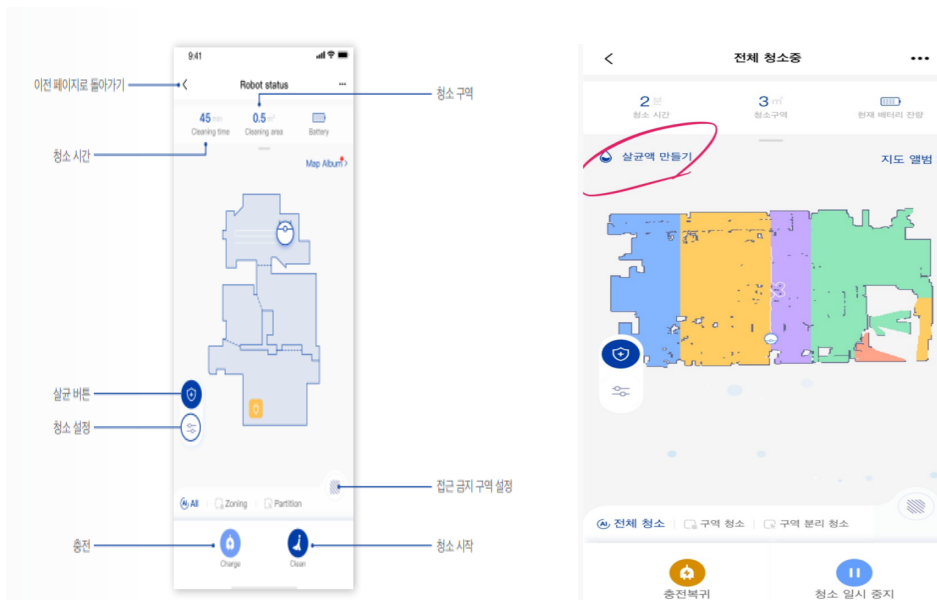 9:41
이전 페이지로 돌아가기
Robot status
청소 구역
45 min
0.5 m²
Cleaning time
Cleaning area
Battery
청소 시간
Map Album
살균 버튼
청소 설정
접근 금지 구역 설정
All
Zoning
Partition
충전
청소 시작
Charge
Clean
전체 청소중
2 분
3 ㎡
청소 시간
청소구역
현재 배터리 잔량
살균액 만들기
지도 앨범
전체 청소
구역 청소
구역 분리 청소
충전복귀
청소 일시 중지